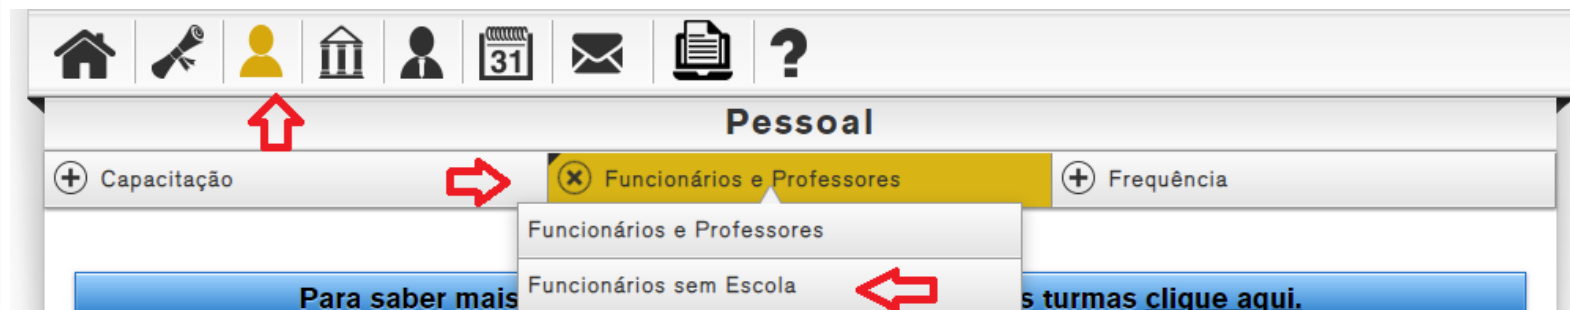 31
?
Pessoal
Capacitação
Funcionários e Professores
Frequência
Funcionários e Professores
Funcionários sem Escola
Para saber mais
s turmas clique aqui.